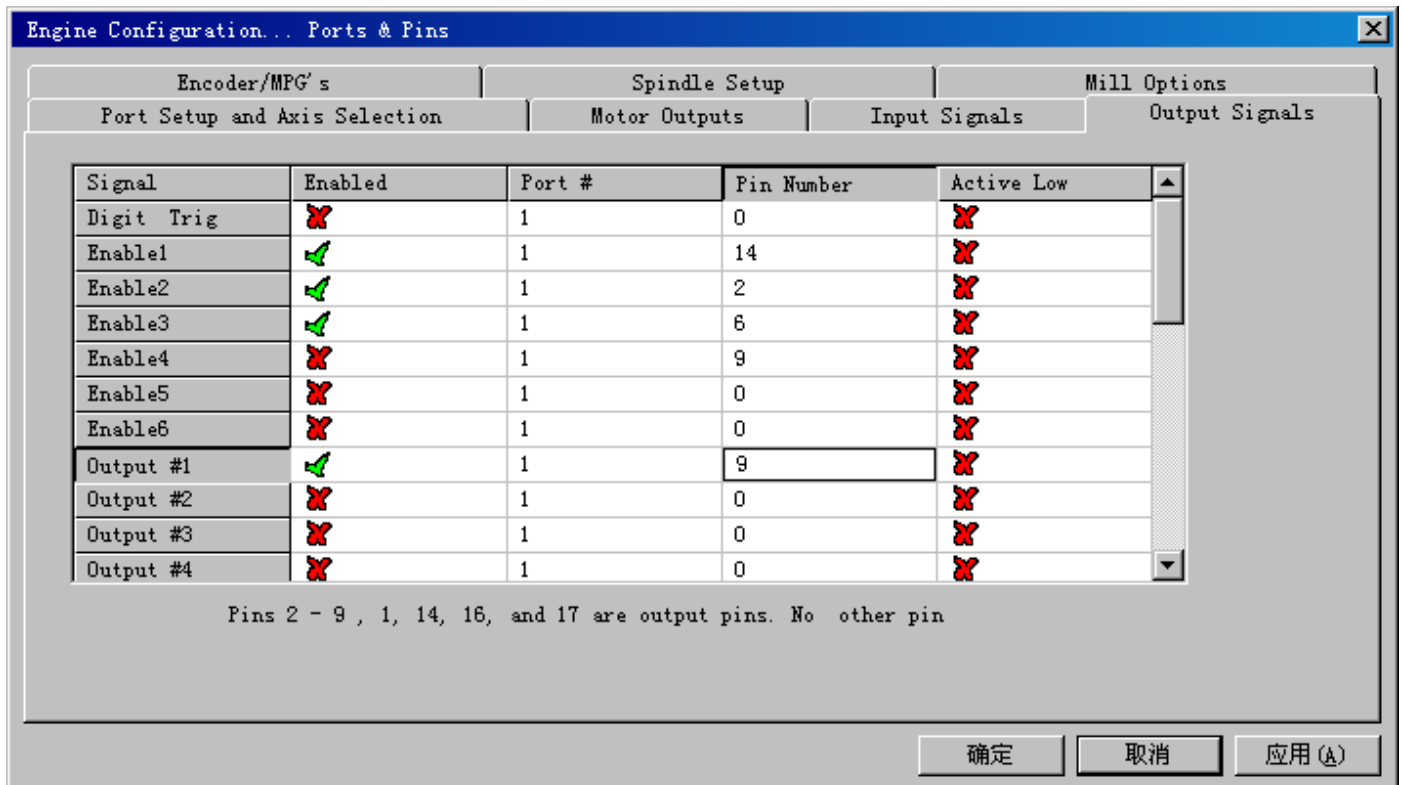 Engine Configuration... Ports & Pins
Encoder/MPG's Spindle Setup Mill Options
Port Setup and Axis Selection Motor Outputs Input Signals Output Signals
Signal Enabled Port # Pin Number Active Low
Digit Trig 1 0
Enable1 1 14
Enable2 1 2
Enable3 1 6
Enable4 1 9
Enable5 1 0
Enable6 1 0
Output #1 1 9
Output #2 1 0
Output #3 1 0
Output #4 1 0
Pins 2 - 9 , 1, 14, 16, and 17 are output pins. No other pin
确定 取消 应用(A)